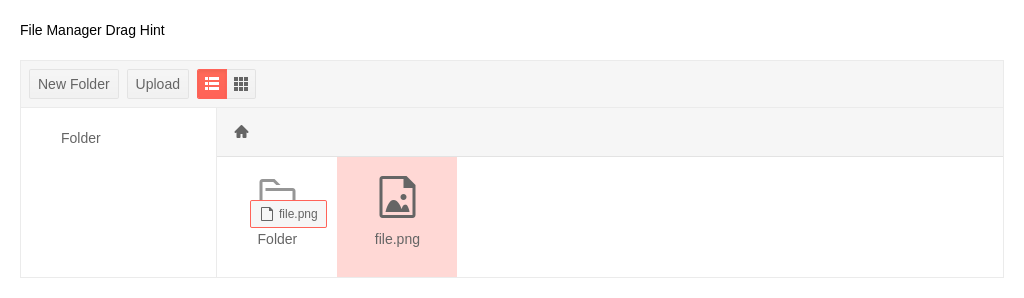 File Manager Drag Hint
New Folder Upload
Folder
file.png
Folder file.png